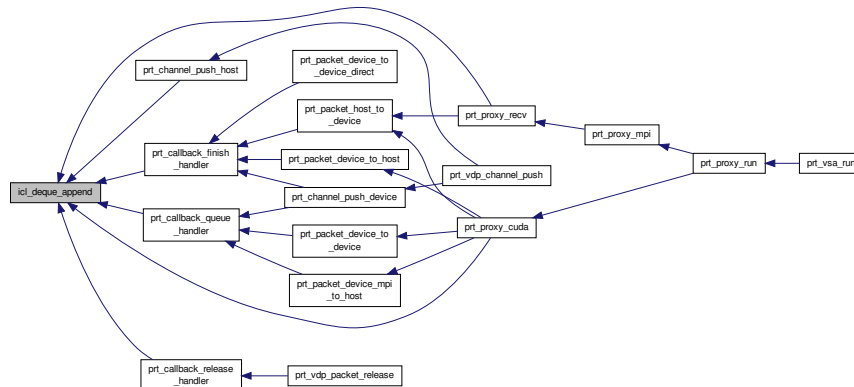 icl_deque_append
prt_channel_push_host
prt_callback_finish
_handler
prt_callback_queue
_handler
prt_callback_release
_handler
prt_packet_device_to
_device_direct
prt_packet_host_to
_device
prt_packet_device_to_host
prt_channel_push_device
prt_packet_device_to
_device
prt_packet_device_mpi
_to_host
prt_vdp_packet_release
prt_proxy_recv
prt_vdp_channel_push
prt_proxy_cuda
prt_proxy_mpi
prt_proxy_run
prt_vsa_run